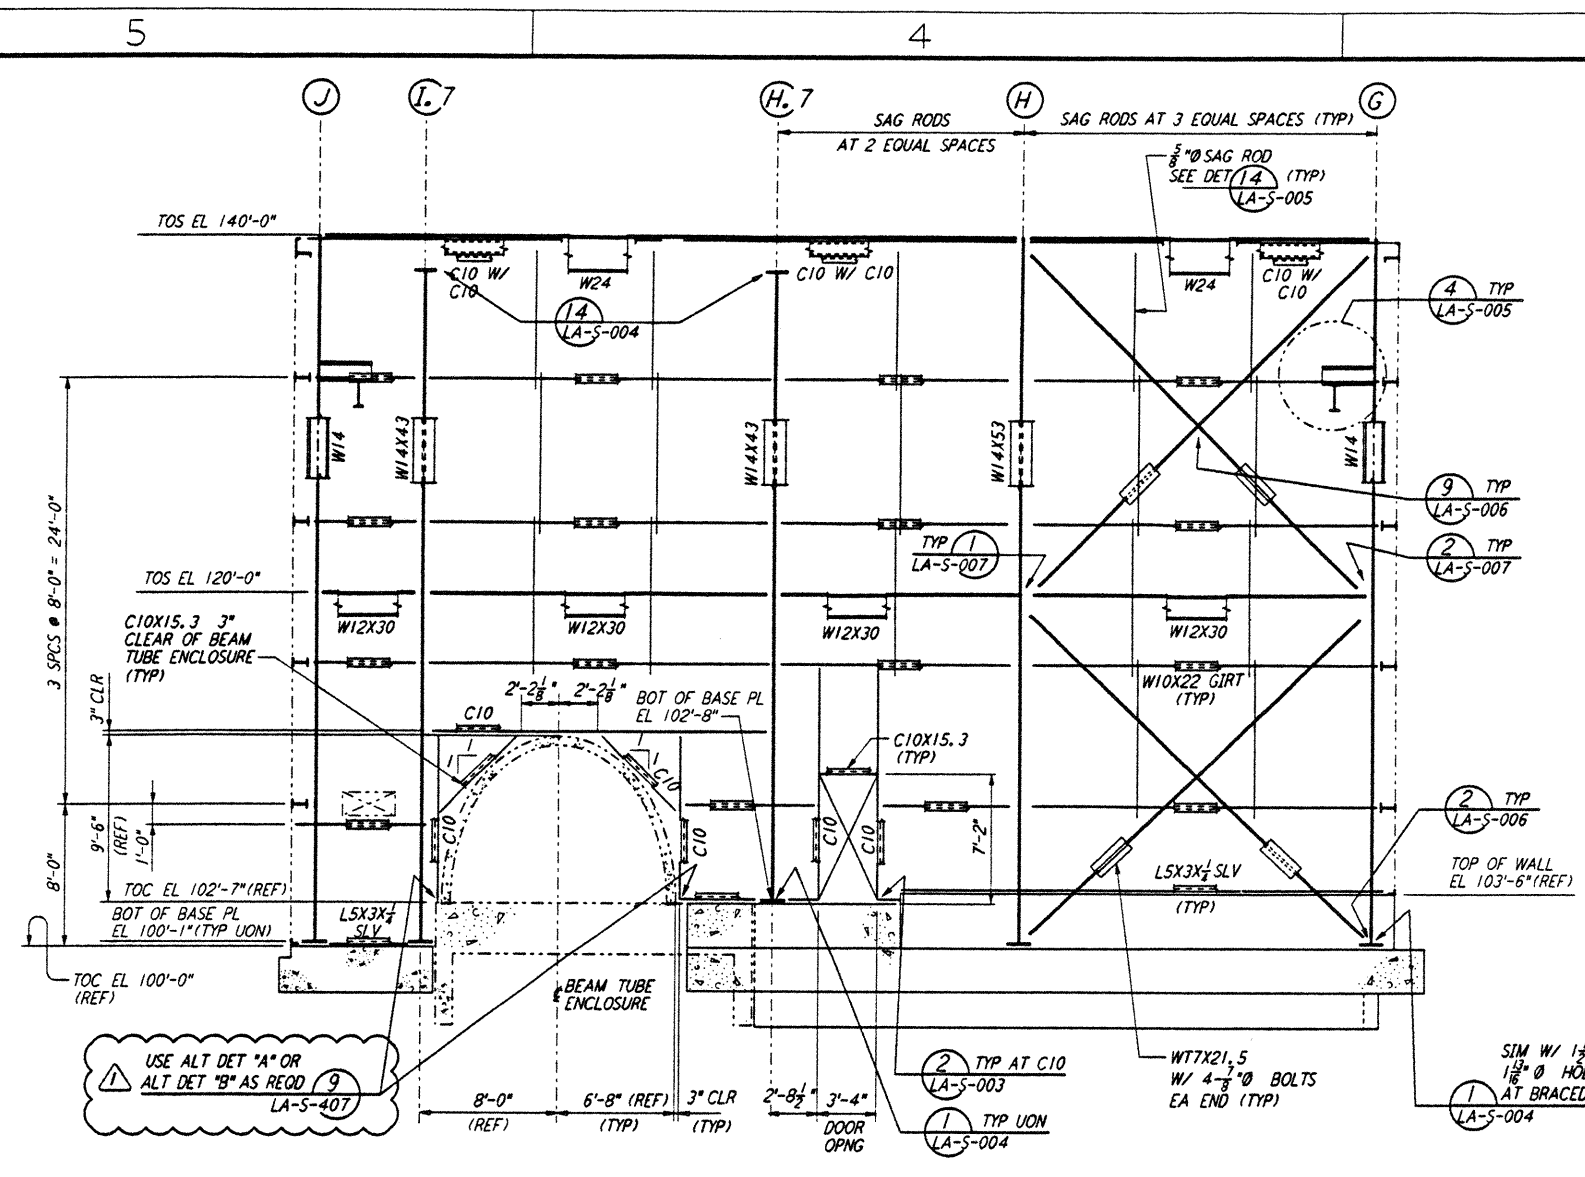 5
4
J
I.7
H.7
H
G
SAG RODS
AT 2 EQUAL SPACES
SAG RODS AT 3 EQUAL SPACES (TYP)
5/8"Ø SAG ROD
SEE DET 14 (TYP)
LA-S-005
TOS EL 140'-0"
C10 W/
C10
W24
C10 W/ C10
W24
C10 W/
C10
14
LA-S-004
4 TYP
LA-S-005
W14
W14X43
W14X43
W14X53
W14
9 TYP
LA-S-006
3 SPCS @ 8'-0" = 24'-0"
TYP 1
LA-S-007
2 TYP
LA-S-007
TOS EL 120'-0"
W12X30
W12X30
W12X30
W12X30
C10X15.3 3"
CLEAR OF BEAM
TUBE ENCLOSURE
(TYP)
W10X22 GIRT
(TYP)
3" CLR
2'-2 1/8"
2'-2 1/8"
BOT OF BASE PL
EL 102'-8"
C10
1
1
1
1
C10
C10X15.3
(TYP)
2 TYP
LA-S-006
9'-6"
(REF)
1'-0"
8'-0"
C10
C10
C10
C10
7'-2"
L5X3X1/4 SLV
(TYP)
TOP OF WALL
EL 103'-6" (REF)
TOC EL 102'-7" (REF)
BOT OF BASE PL
EL 100'-1" (TYP UON)
L5X3X1/4
SLV
TOC EL 100'-0"
(REF)
BEAM TUBE
ENCLOSURE
1
USE ALT DET "A" OR
ALT DET "B" AS REQD 9
LA-S-407
8'-0"
(REF)
6'-8" (REF)
(TYP)
3" CLR
(TYP)
2'-8 1/2"
3'-4"
DOOR
OPNG
2 TYP AT C10
LA-S-003
1 TYP UON
LA-S-004
WT7X21.5
W/ 4-7/8"Ø BOLTS
EA END (TYP)
SIM W/
1 13/16"Ø
AT BRACED
1
LA-S-004